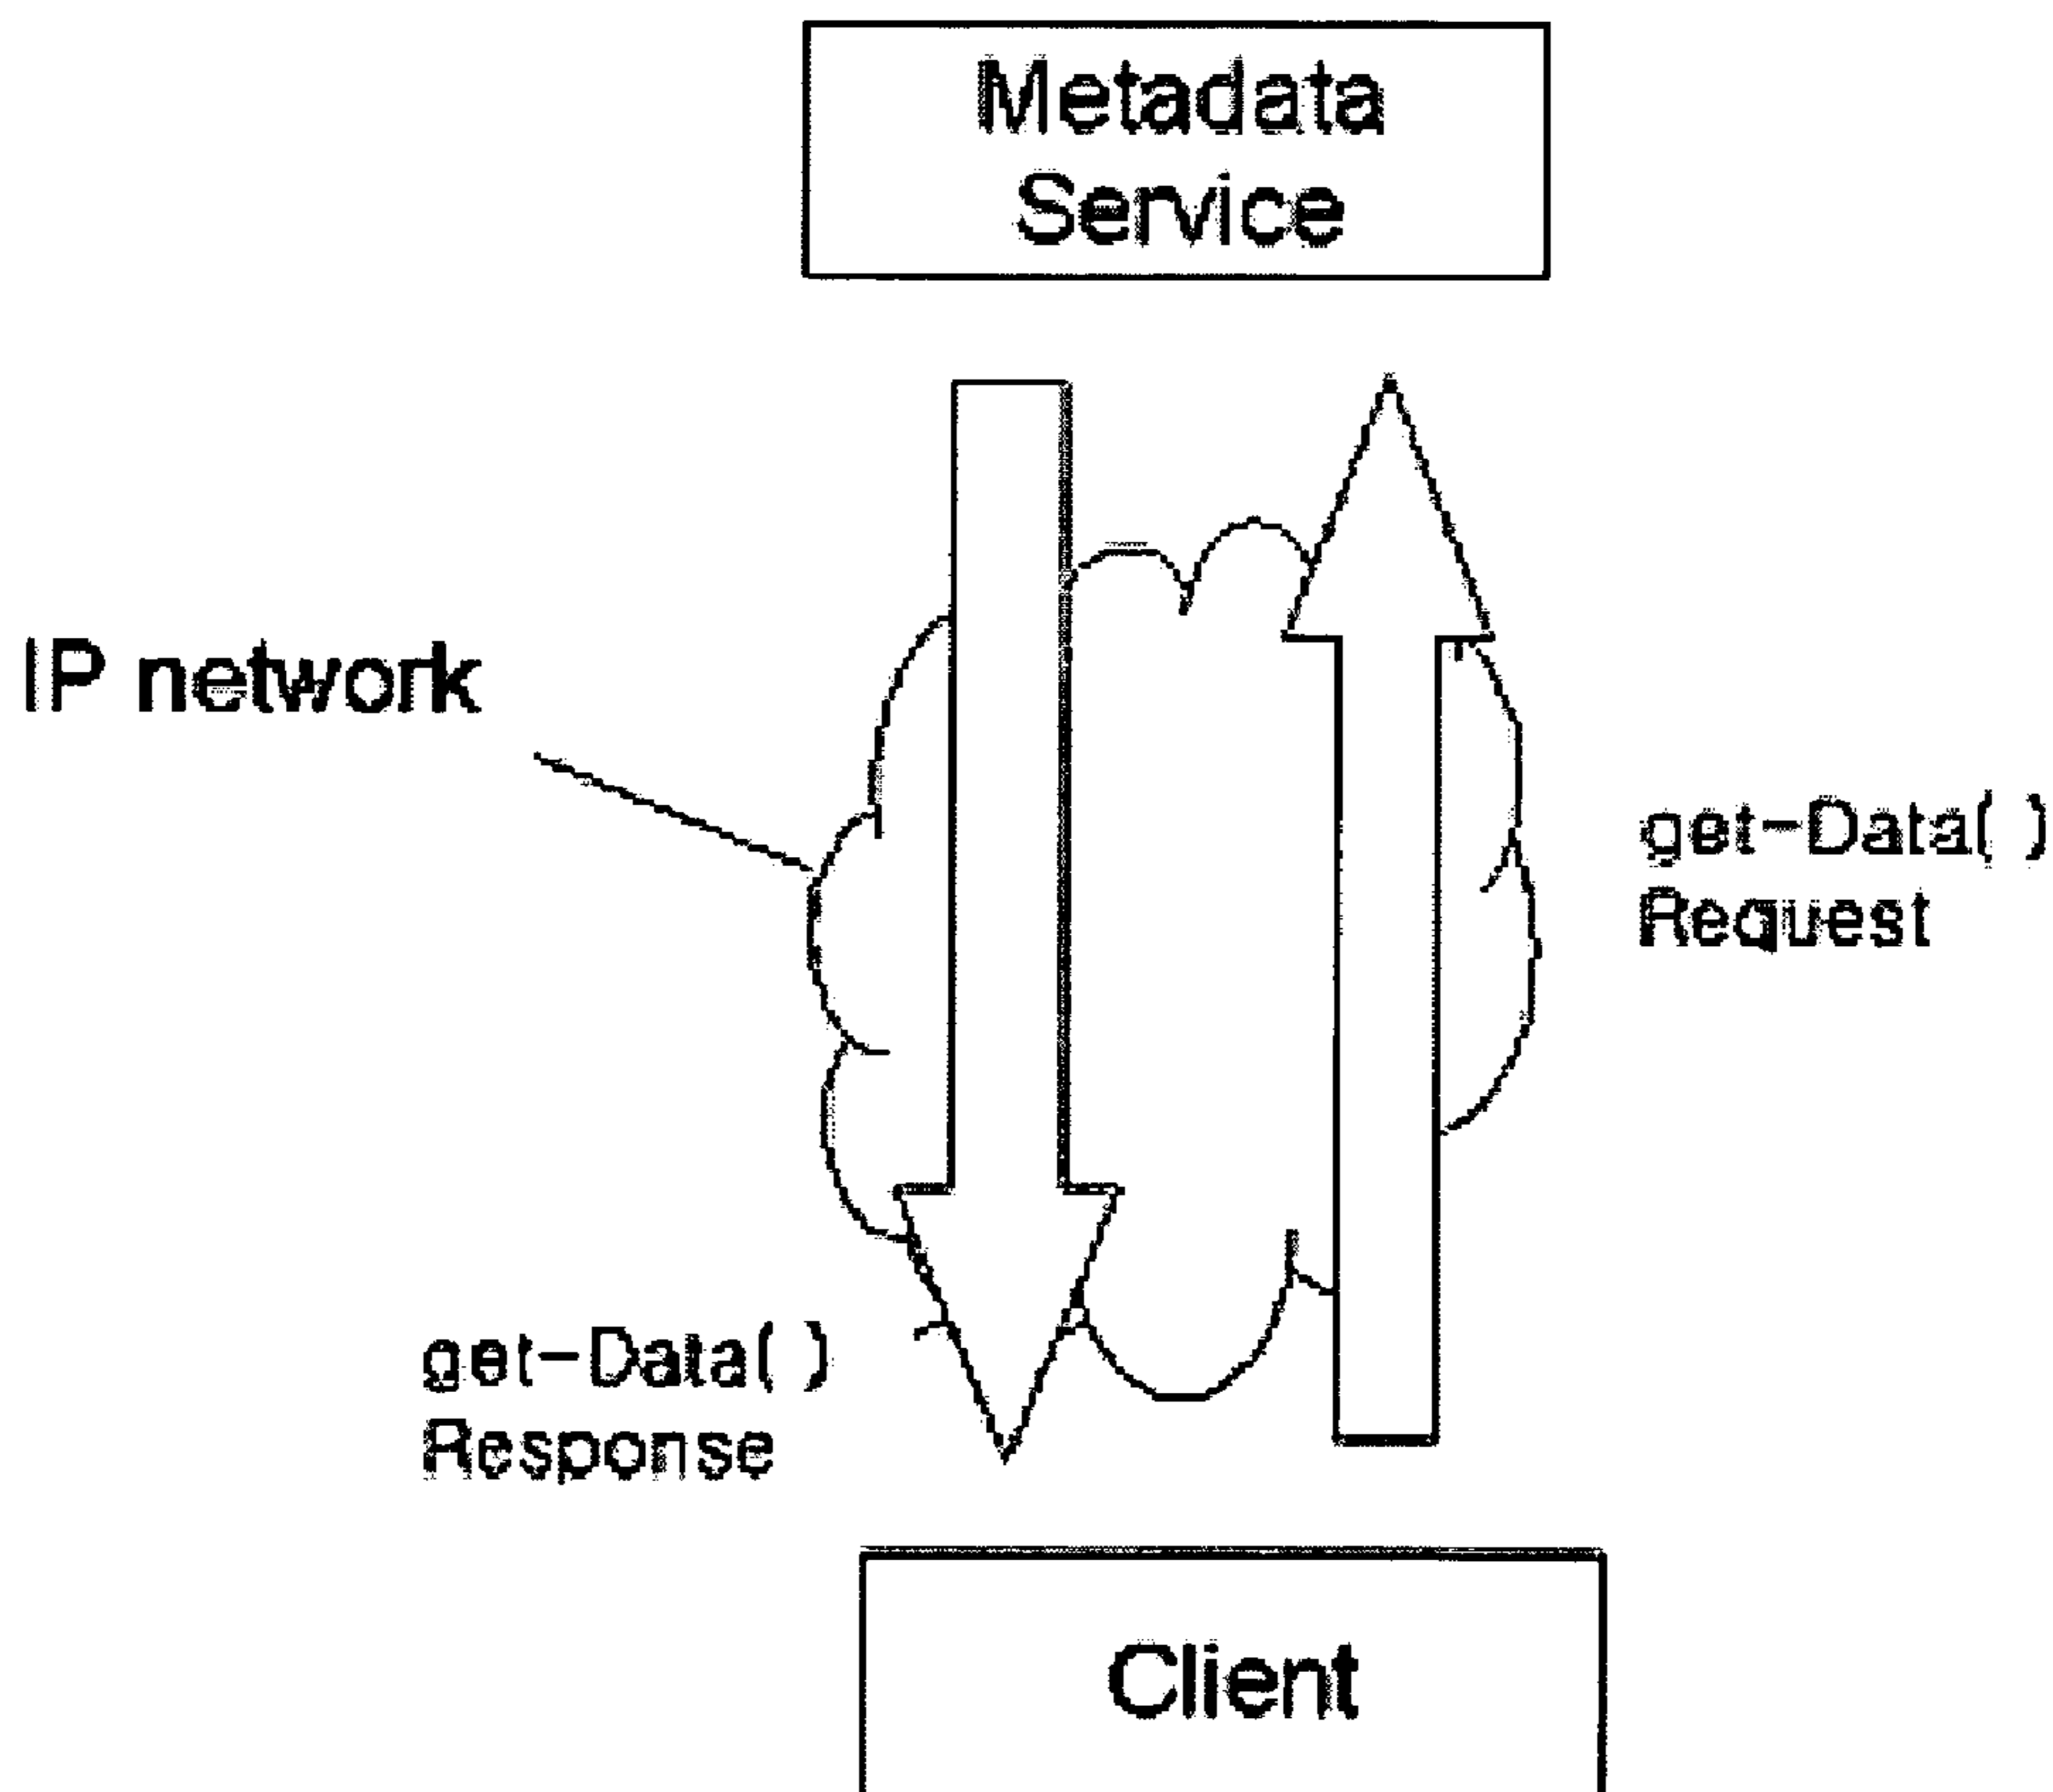 Metadata
Service
IP network
get-Data( )
Request
get-Data( )
Response
Client